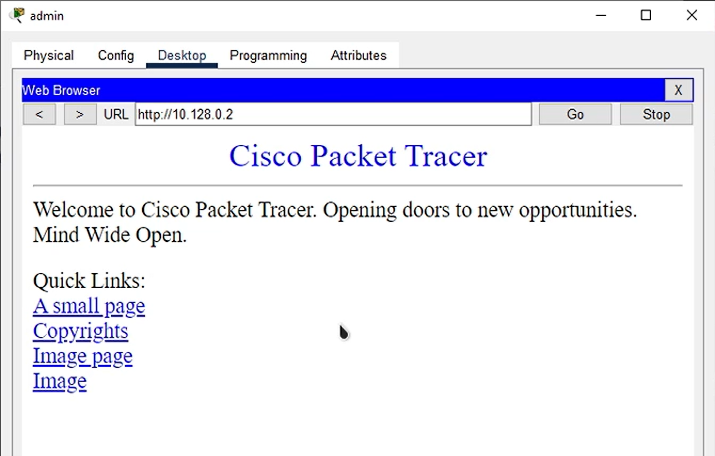 admin
Physical Config Desktop Programming Attributes
Web Browser X
< > URL http://10.128.0.2 Go Stop
Cisco Packet Tracer
Welcome to Cisco Packet Tracer. Opening doors to new opportunities.
Mind Wide Open.
Quick Links:
A small page
Copyrights
Image page
Image